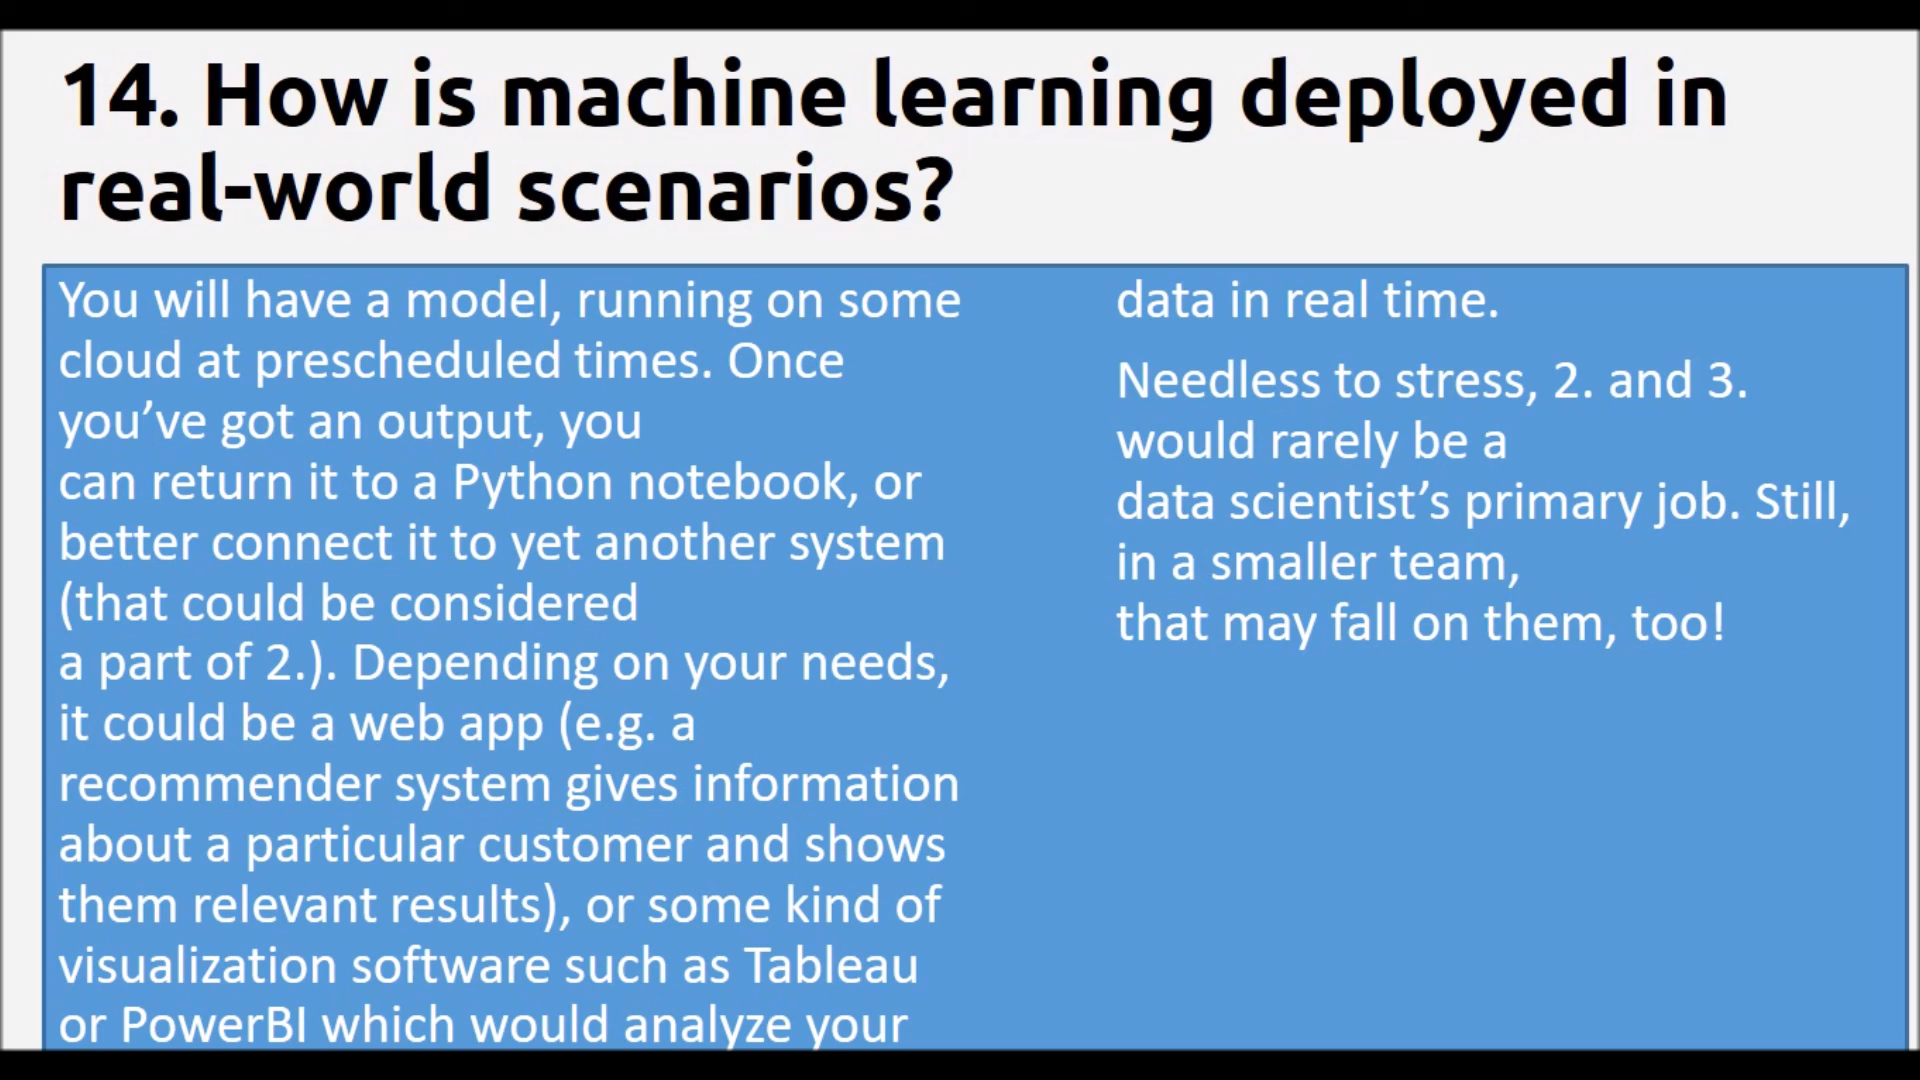 14. How is machine learning deployed in
real-world scenarios?
You will have a model, running on some
cloud at prescheduled times. Once
you’ve got an output, you
can return it to a Python notebook, or
better connect it to yet another system
(that could be considered
a part of 2.). Depending on your needs,
it could be a web app (e.g. a
recommender system gives information
about a particular customer and shows
them relevant results), or some kind of
visualization software such as Tableau
or PowerBI which would analyze your
data in real time.
Needless to stress, 2. and 3.
would rarely be a
data scientist’s primary job. Still,
in a smaller team,
that may fall on them, too!